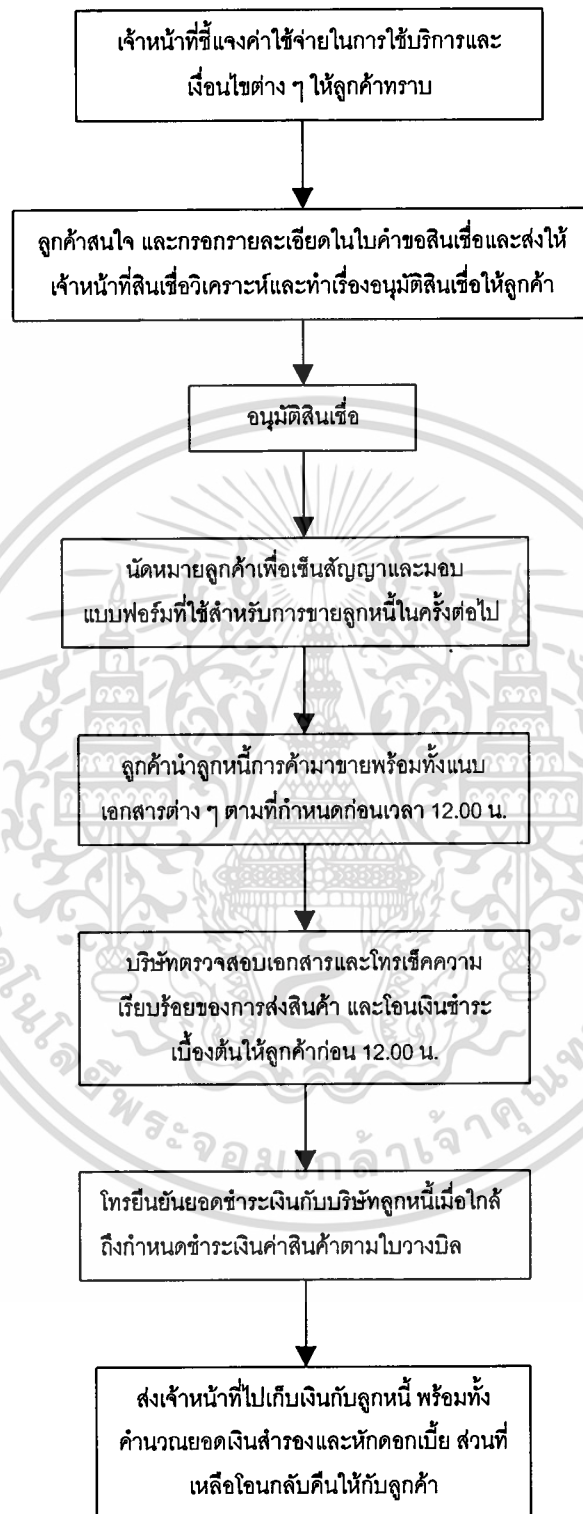 เจ้าหน้าที่ชี้แจงค่าใช้จ่ายในการใช้บริการและ
เงื่อนไขต่าง ๆ ให้ลูกค้าทราบ
ลูกค้าสนใจ และกรอกรายละเอียดในใบคำขอสินเชื่อและส่งให้
เจ้าหน้าที่สินเชื่อวิเคราะห์และทำเรื่องอนุมัติสินเชื่อให้ลูกค้า
อนุมัติสินเชื่อ
นัดหมายลูกค้าเพื่อเซ็นสัญญาและมอบ
แบบฟอร์มที่ใช้สำหรับการขายลูกหนี้ในครั้งต่อไป
ลูกค้านำลูกหนี้การค้ามาขายพร้อมทั้งแนบ
เอกสารต่าง ๆ ตามที่กำหนดก่อนเวลา 12.00 น.
บริษัทตรวจสอบเอกสารและโทรเช็คความ
เรียบร้อยของการส่งสินค้า และโอนเงินชำระ
เบื้องต้นให้ลูกค้าก่อน 12.00 น.
โทรยืนยันยอดชำระเงินกับบริษัทลูกหนี้เมื่อใกล้
ถึงกำหนดชำระเงินค่าสินค้าตามใบวางบิล
ส่งเจ้าหน้าที่ไปเก็บเงินกับลูกหนี้ พร้อมทั้ง
คำนวณยอดเงินสำรองและหักดอกเบี้ย ส่วนที่
เหลือโอนกลับคืนให้กับลูกค้า